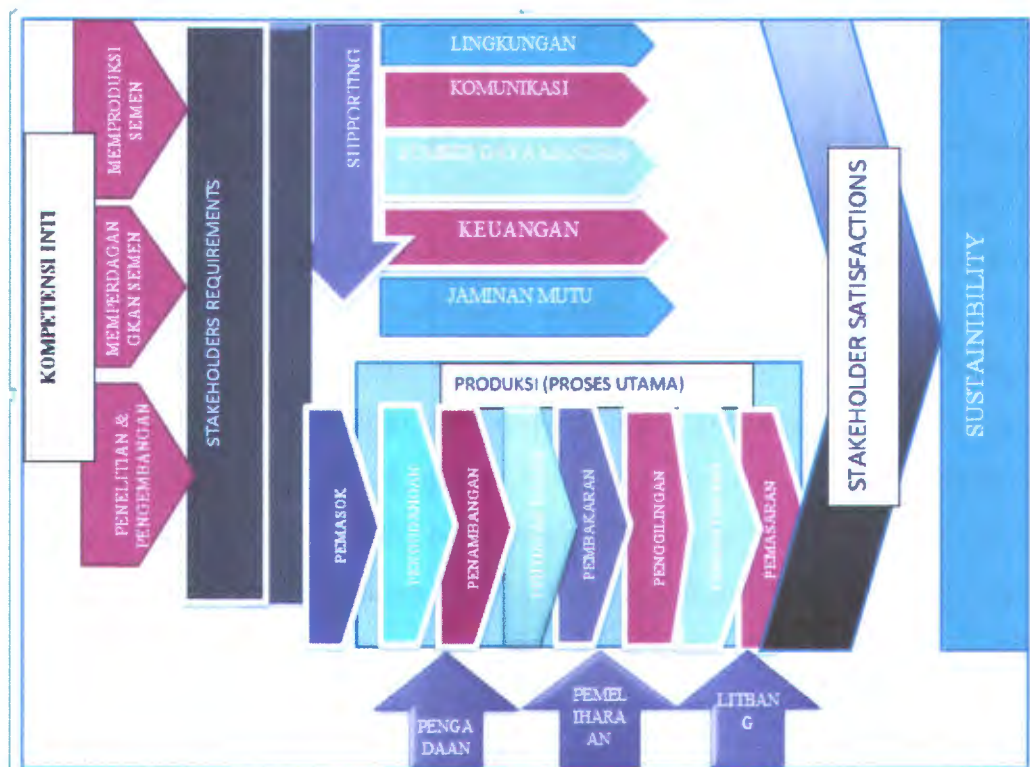 KOMPETENSI INTI
MEMPRODUKSI
SEMEN
MEMPERDAGAN
GKAN SEMEN
PENELITIAN &
PENGEMBANGAN
STAKEHOLDERS REQUIREMENTS
SUPPORTING
LINGKUNGAN
KOMUNIKASI
KEUANGAN
JAMINAN MUTU
PRODUKSI (PROSES UTAMA)
PEMASOK
PENAMBANGAN
PEMBAKARAN
PENGGILINGAN
PEMASARAN
PENGA
DAAN
PEMEL
IHARA
AN
LITBAN
G
STAKEHOLDER SATISFACTIONS
SUSTAINIBILITY